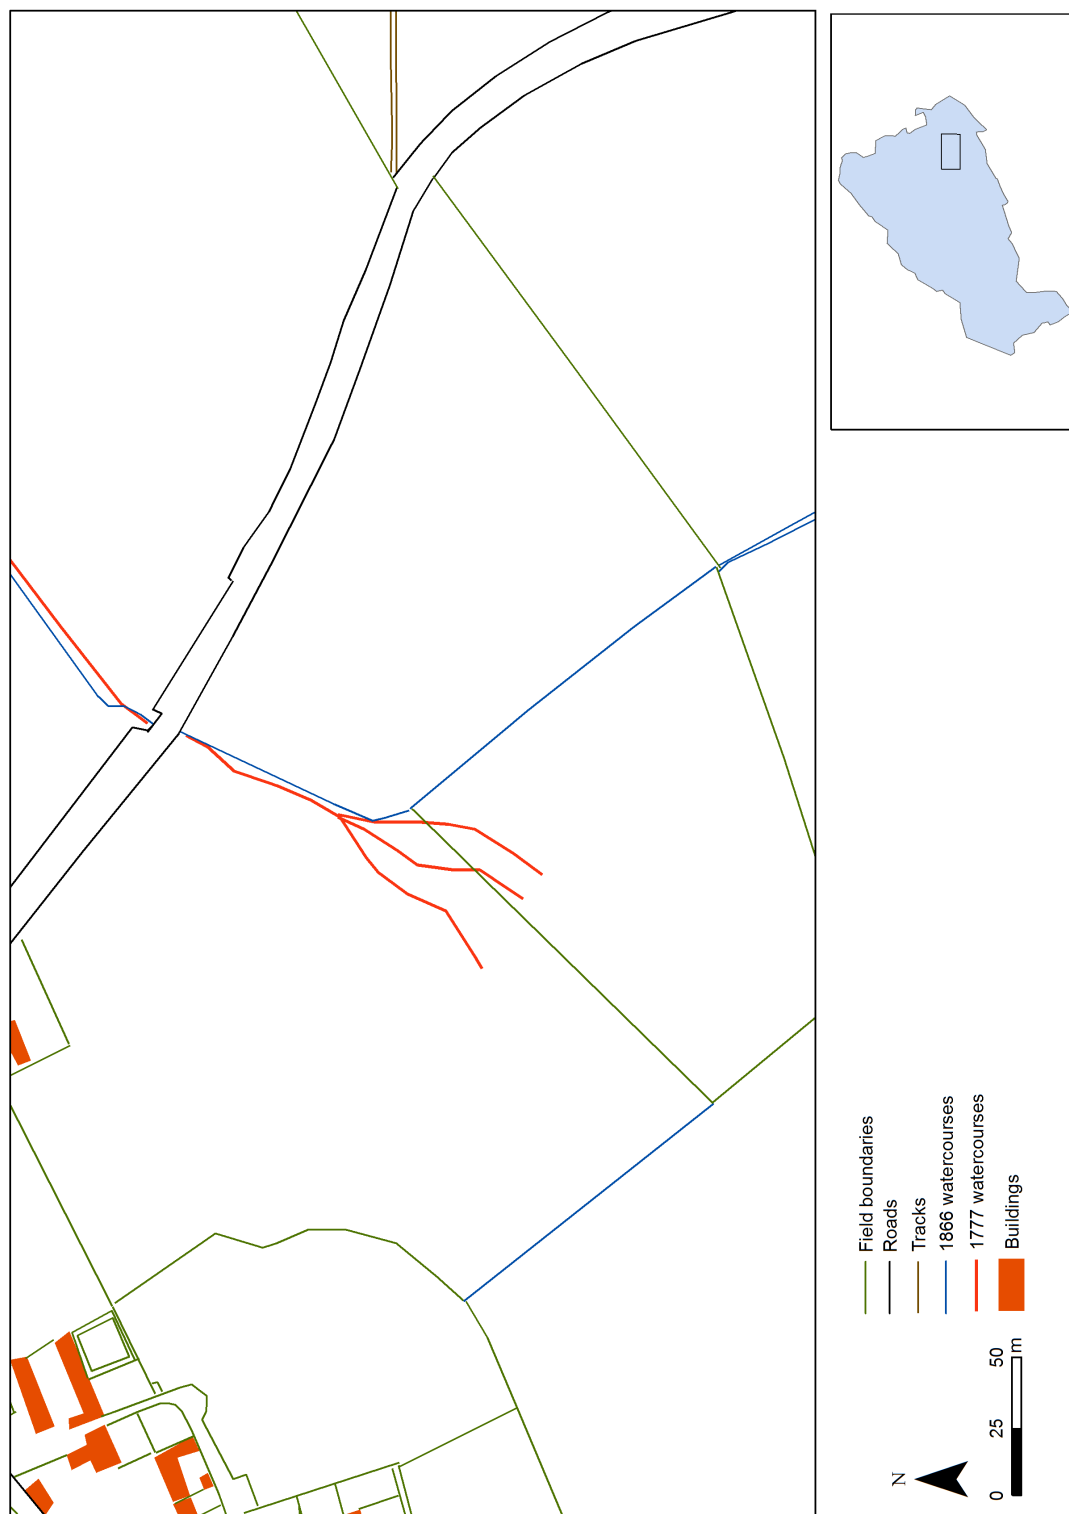 Field boundaries
Roads
Tracks
1866 watercourses
1777 watercourses
Buildings
N
0 25 50
m